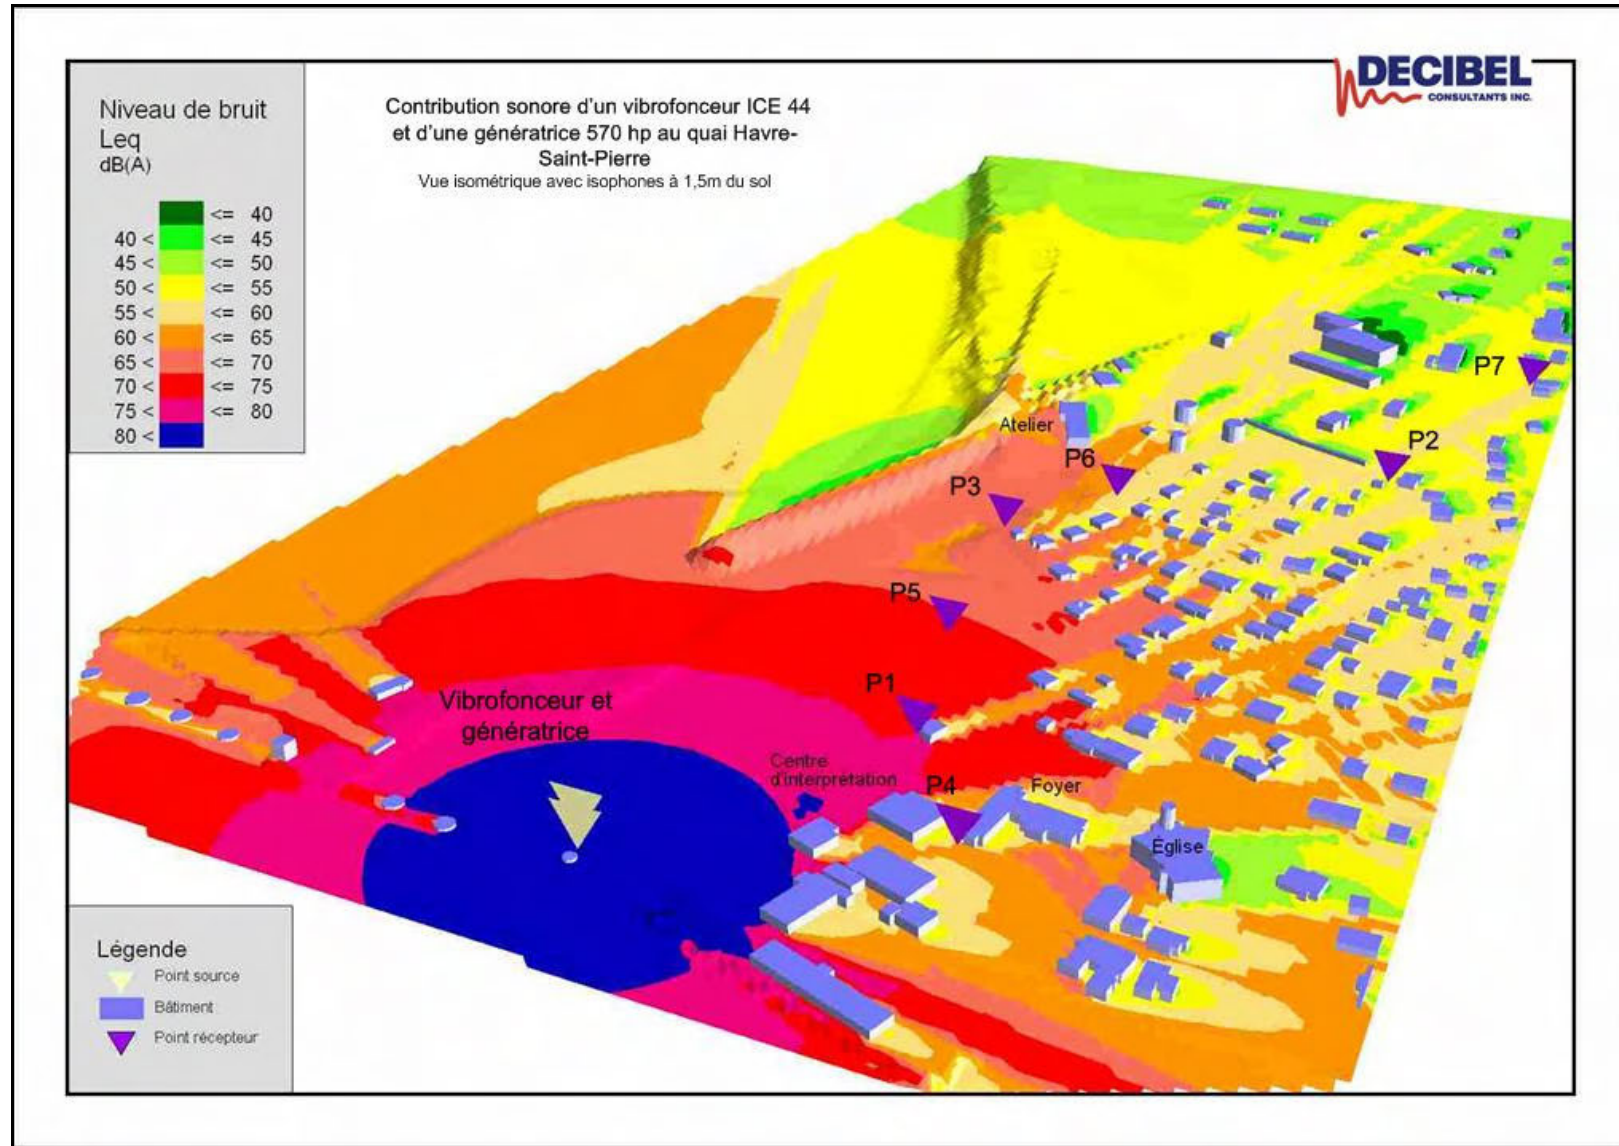 DECIBEL
CONSULTANTS INC.
Niveau de bruit
Leq
dB(A)
<= 40
40 < <= 45
45 < <= 50
50 < <= 55
55 < <= 60
60 < <= 65
65 < <= 70
70 < <= 75
75 < <= 80
80 <
Contribution sonore d'un vibrofonceur ICE 44
et d'une génératrice 570 hp au quai Havre-
Saint-Pierre
Vue isométrique avec isophones à 1,5m du sol
P7
Atelier
P2
P6
P3
P5
P1
Vibrofonceur et
génératrice
Centre
d'interprétation
P4
Foyer
Église
Légende
Point source
Bâtiment
Point récepteur